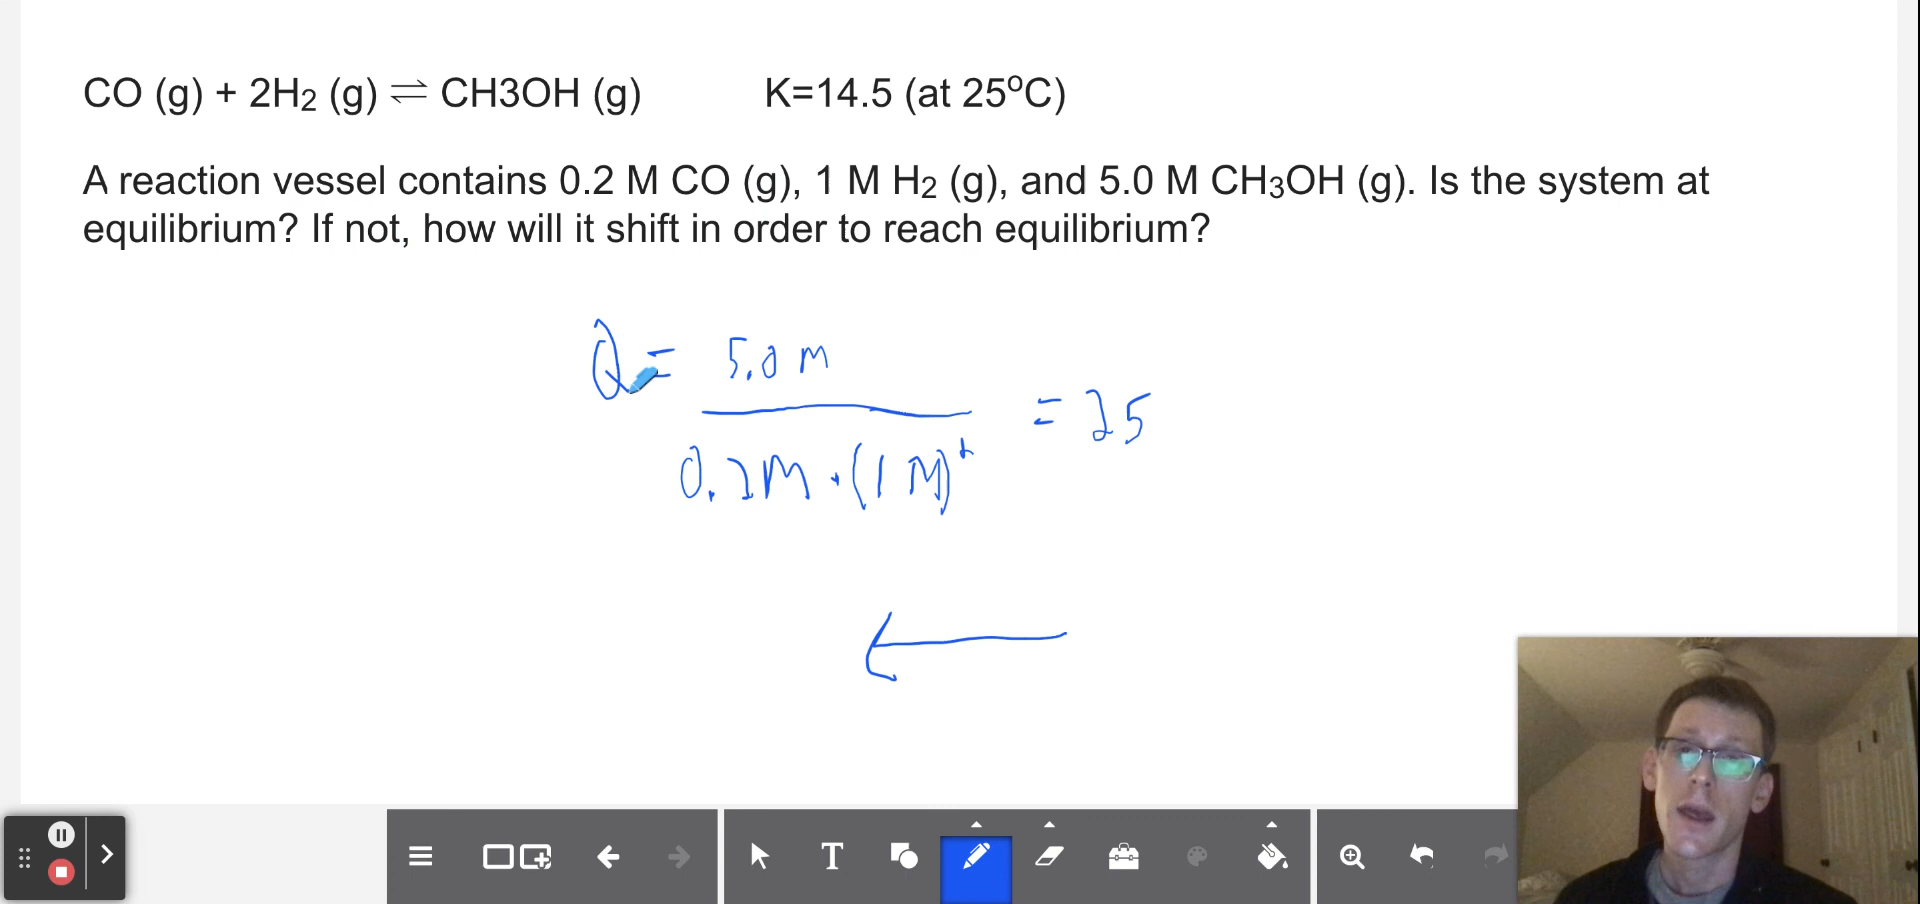 CO (g) + 2H2 (g) ⇌ CH3OH (g) K=14.5 (at 25⁰C)
A reaction vessel contains 0.2 M CO (g), 1 M H2 (g), and 5.0 M CH3OH (g). Is the system at
equilibrium? If not, how will it shift in order to reach equilibrium?
Q= 5.0 M
= 25
0.2M · (1 M)²
←
T